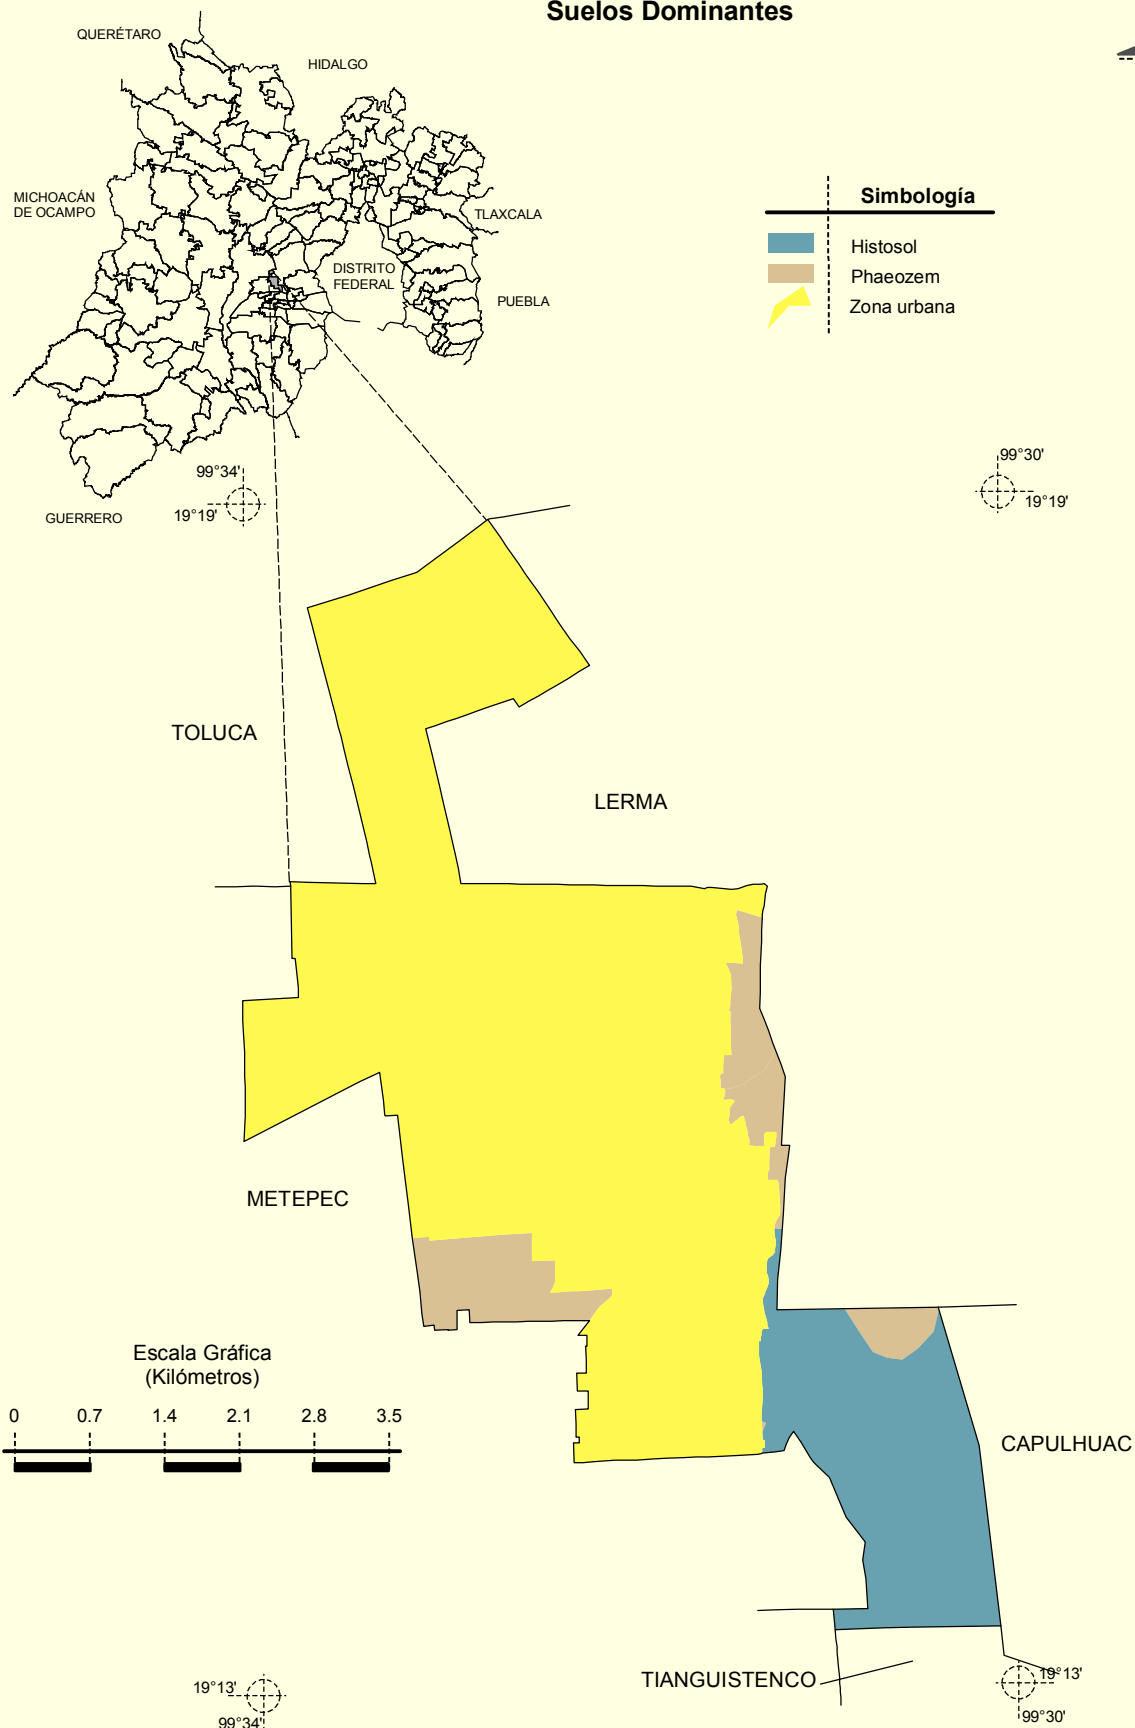 Suelos Dominantes
QUERÉTARO
HIDALGO
MICHOACÁN
DE OCAMPO
TLAXCALA
DISTRITO
FEDERAL
PUEBLA
GUERRERO
Simbología
Histosol
Phaeozem
Zona urbana
99°34'
19°19'
99°30'
19°19'
TOLUCA
LERMA
METEPEC
Escala Gráfica
(Kilómetros)
0 0.7 1.4 2.1 2.8 3.5
CAPULHUAC
TIANGUISTENCO
19°13'
99°34'
19°13'
99°30'